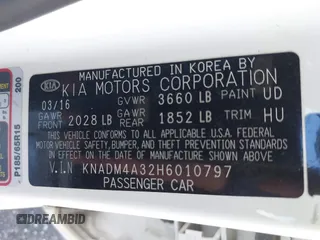 MANUFACTURED IN KOREA BY
KIA KIA MOTORS CORPORATION
03/16 GVWR 3660 LB PAINT UD
GAWR FRONT 2028 LB GAWR REAR 1852 LB TRIM HU
THIS VEHICLE CONFORMS TO ALL APPLICABLE FEDERAL
MOTOR VEHICLE SAFETY, BUMPER, AND THEFT PREVENTION
STANDARDS IN EFFECT ON THE DATE OF MANUFACTURE SHOWN ABOVE.
V.I.N KNADM4A32H6010797
PASSENGER CAR
P185/65R15 200
DREAMBID